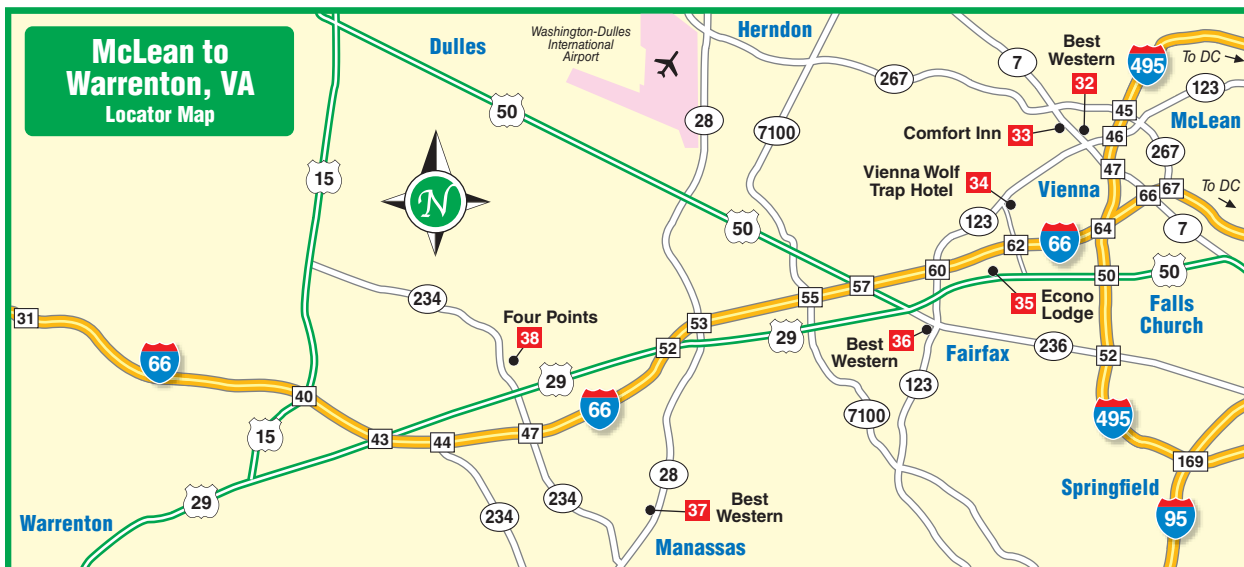 McLean to
Warrenton, VA
Locator Map
Dulles
Washington-Dulles
International
Airport
Herndon
Best
Western
32
495
To DC
7
267
123
50
28
7100
Comfort Inn
33
45
46
McLean
15
N
Vienna Wolf
Trap Hotel
34
47
267
Vienna
66
67
To DC
50
123
62
66
64
7
234
60
50
50
57
55
35
Econo
Lodge
Falls
Church
31
Four Points
38
53
52
29
Best
Western
36
Fairfax
236
52
66
29
40
66
123
7100
495
15
43
44
47
28
169
29
234
234
37
Best
Western
Springfield
95
Warrenton
Manassas